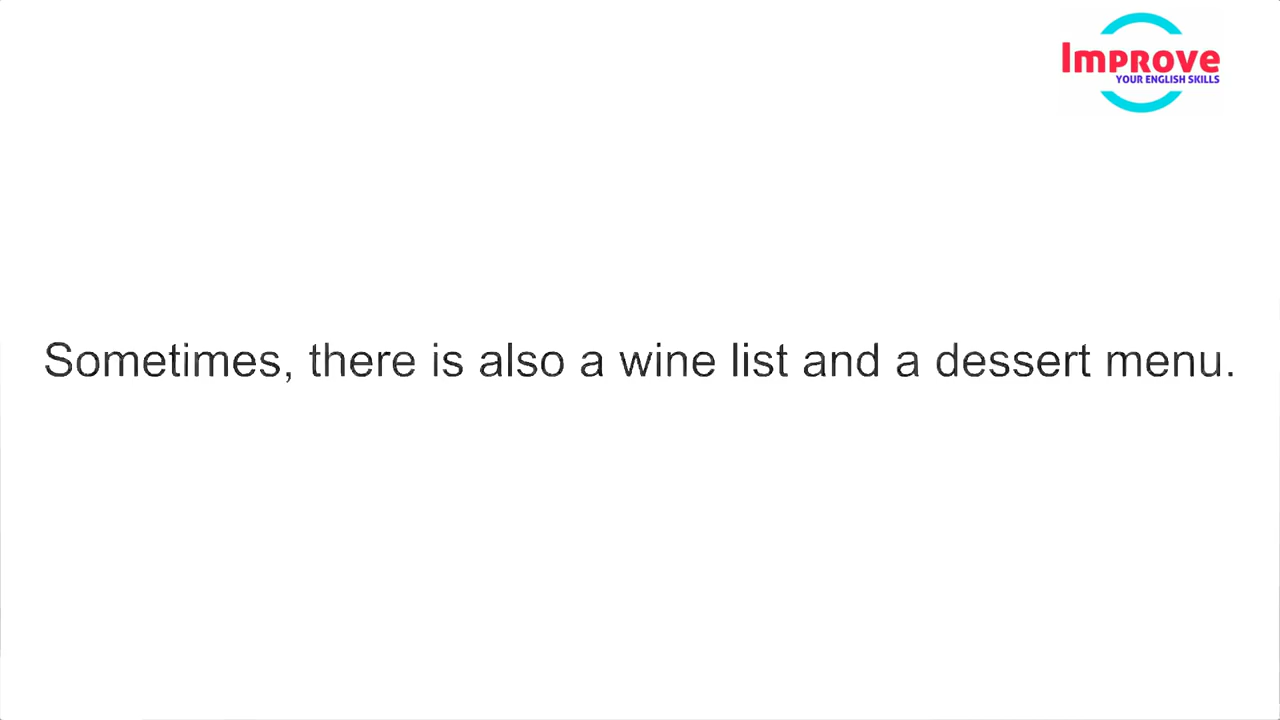 Improve
YOUR ENGLISH SKILLS
Sometimes, there is also a wine list and a dessert menu.